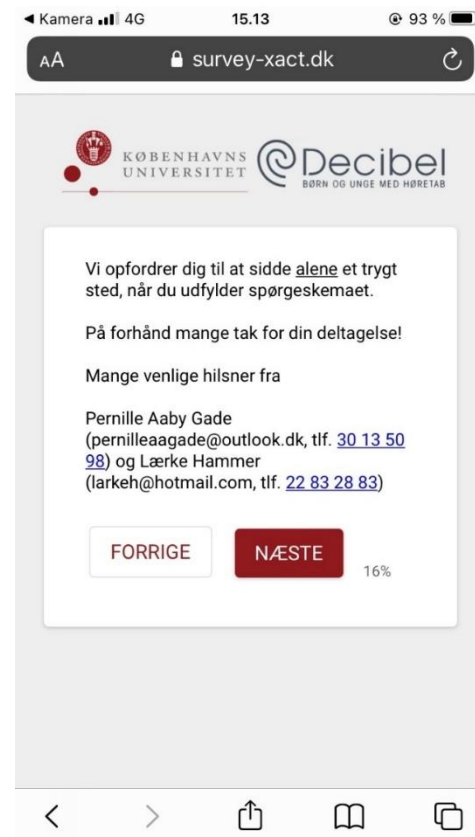 Kamera 4G 15.13 93 %
AA survey-xact.dk
KØBENHAVNS
UNIVERSITET
Decibel
BØRN OG UNGE MED HØRETAB
Vi opfordrer dig til at sidde alene et trygt
sted, når du udfylder spørgeskemaet.
På forhånd mange tak for din deltagelse!
Mange venlige hilsner fra
Pernille Aaby Gade
(pernilleaagade@outlook.dk, tlf. 30 13 50
98) og Lærke Hammer
(larkeh@hotmail.com, tlf. 22 83 28 83)
FORRIGE NÆSTE 16%